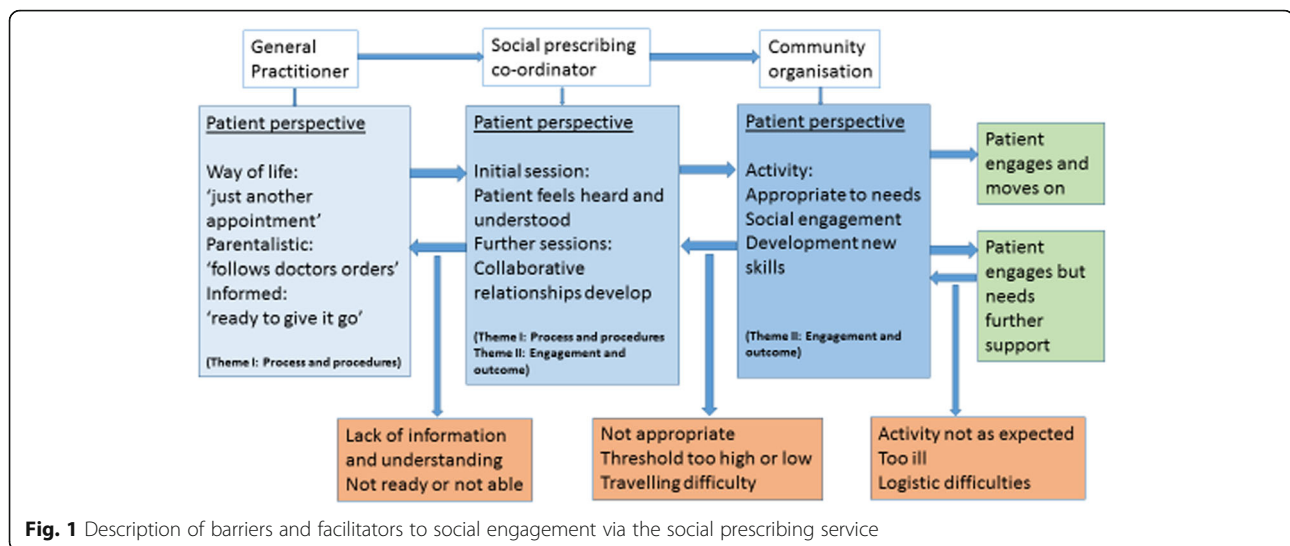 General
Practitioner
Social prescribing
co-ordinator
Community
organisation
Patient perspective
Way of life:
'just another
appointment'
Parentalistic:
'follows doctors orders'
Informed:
'ready to give it go'
(Theme I: Process and procedures)
Patient perspective
Initial session:
Patient feels heard and
understood
Further sessions:
Collaborative
relationships develop
(Theme I: Process and procedures
Theme II: Engagement and
outcome)
Patient perspective
Activity:
Appropriate to needs
Social engagement
Development new
skills
(Theme II: Engagement and
outcome)
Patient
engages and
moves on
Patient
engages but
needs
further
support
Lack of information
and understanding
Not ready or not able
Not appropriate
Threshold too high or low
Travelling difficulty
Activity not as expected
Too ill
Logistic difficulties
Fig. 1 Description of barriers and facilitators to social engagement via the social prescribing service